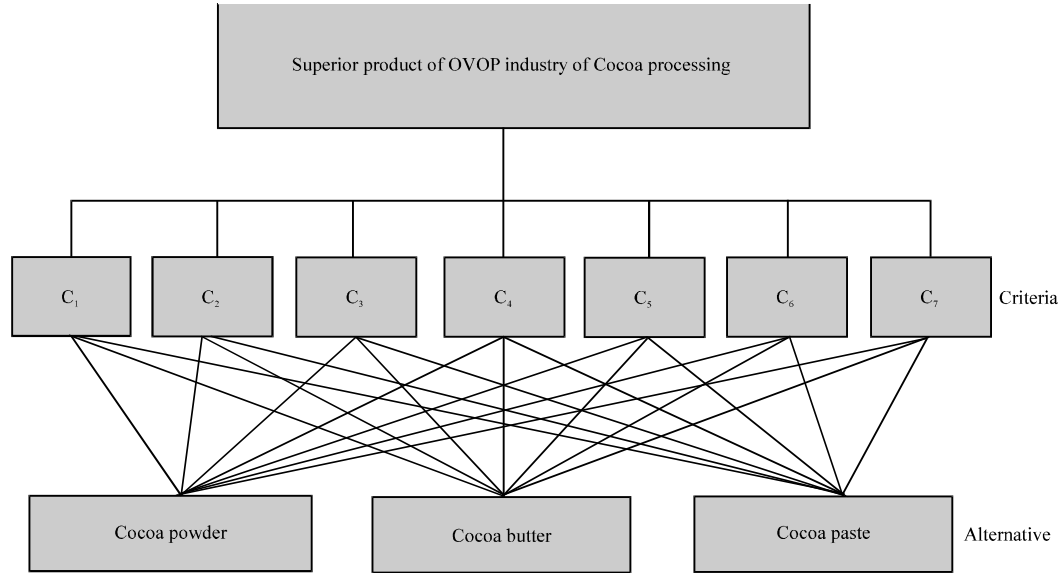 Superior product of OVOP industry of Cocoa processing
C₁ C₂ C₃ C₄ C₅ C₆ C₇ Criteria
Cocoa powder Cocoa butter Cocoa paste Alternative